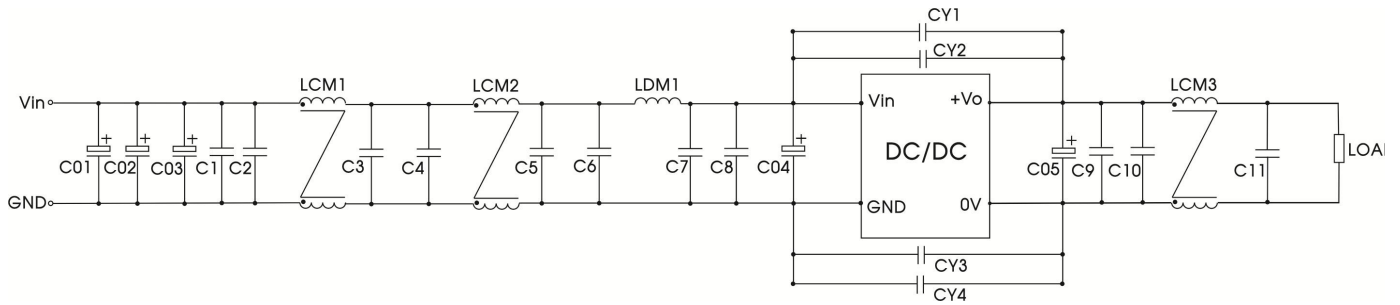 CY1
CY2
LCM1
LCM2
LDM1
LCM3
Vin
Vin
+Vo
DC/DC
C01
C02
C03
C1
C2
C3
C4
C5
C6
C7
C8
C04
C05
C9
C10
C11
LOA
GND
GND
0V
CY3
CY4